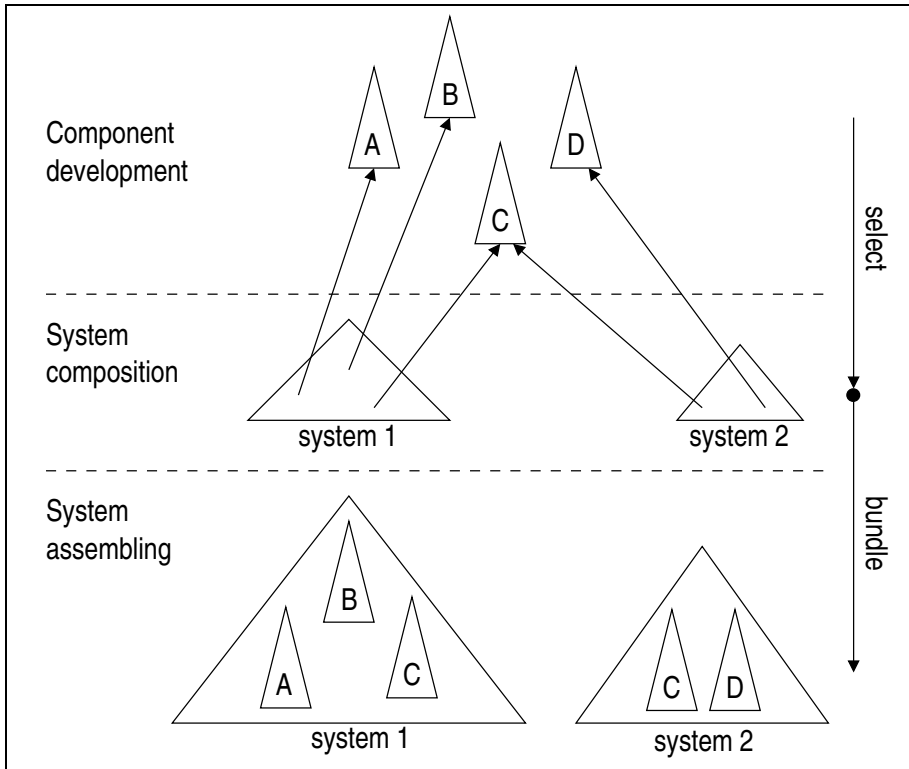 B
A
D
Component
development
C
select
System
composition
system 1
system 2
System
assembling
bundle
B
A
C
C
D
system 1
system 2